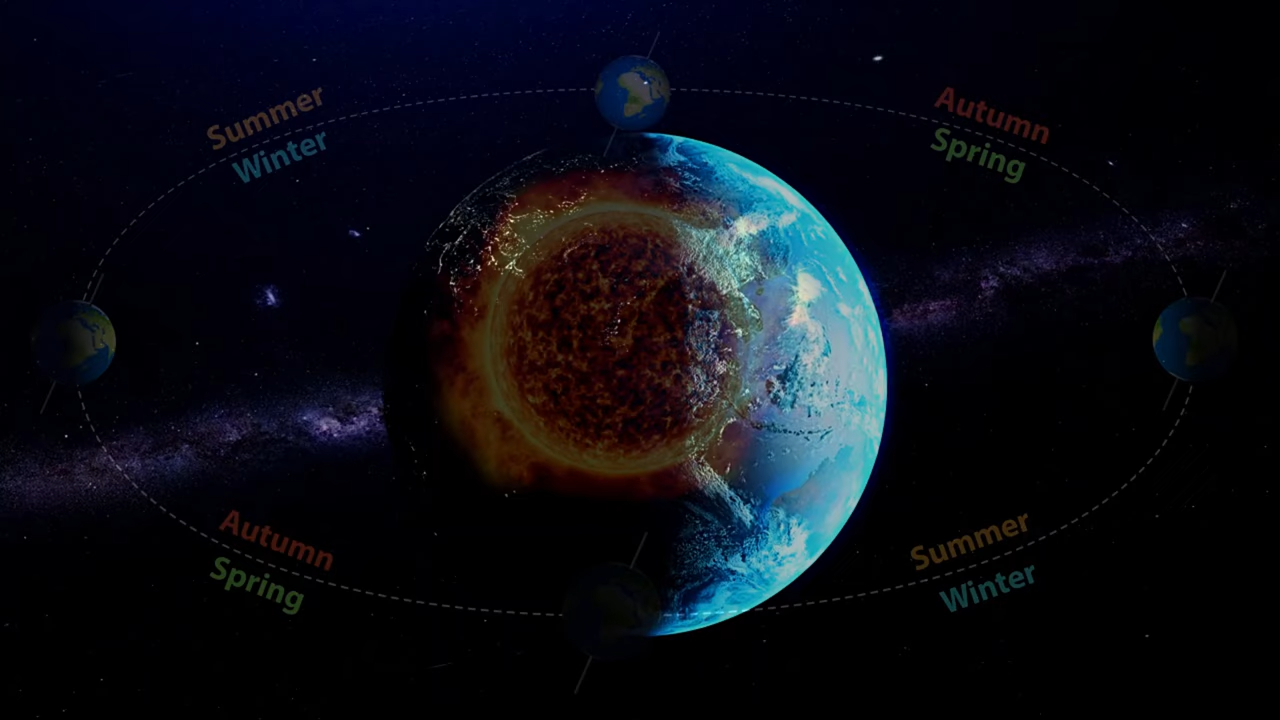 Summer
Winter
Autumn
Spring
Autumn
Spring
Summer
Winter